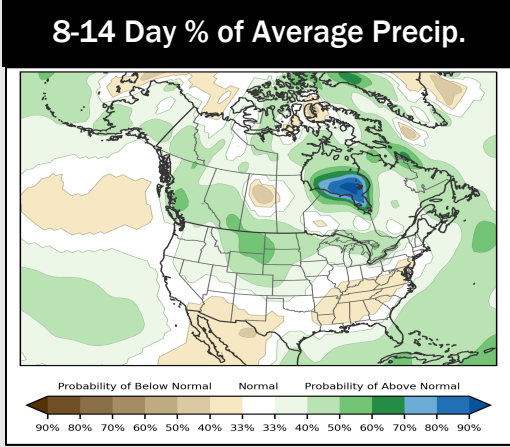 8-14 Day % of Average Precip.
Probability of Below Normal Normal Probability of Above Normal
90% 80% 70% 60% 50% 40% 33% 33% 40% 50% 60% 70% 80% 90%